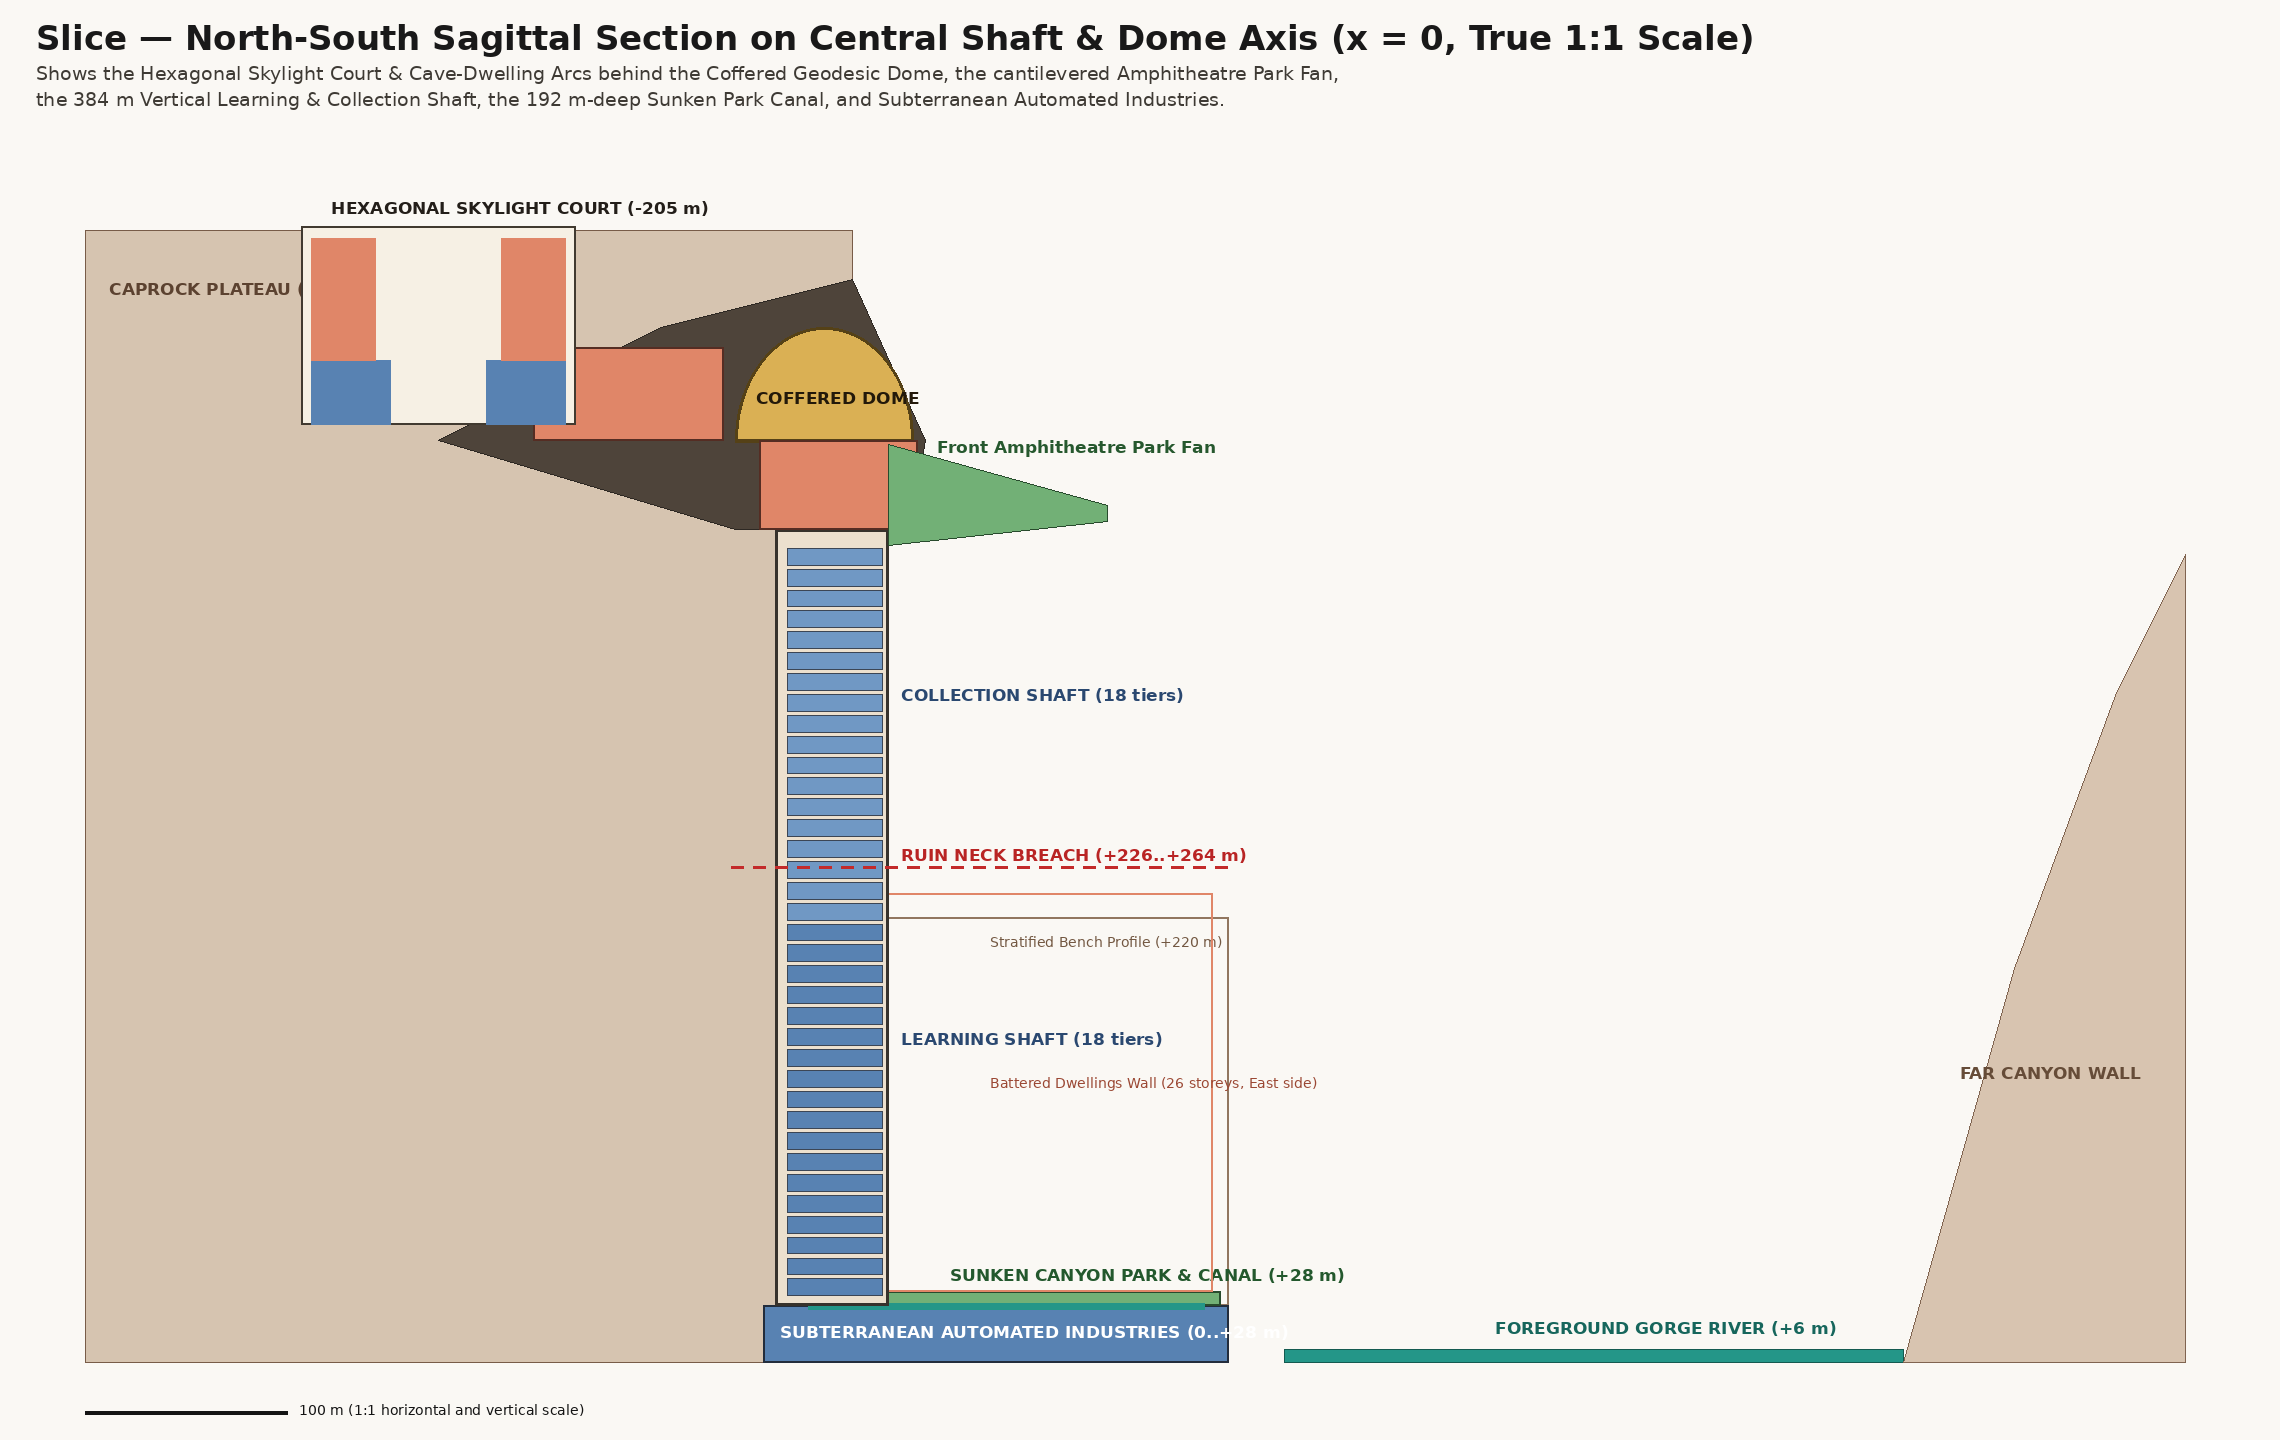 Slice — North-South Sagittal Section on Central Shaft & Dome Axis (x = 0, True 1:1 Scale)
Shows the Hexagonal Skylight Court & Cave-Dwelling Arcs behind the Coffered Geodesic Dome, the cantilevered Amphitheatre Park Fan,
the 384 m Vertical Learning & Collection Shaft, the 192 m-deep Sunken Park Canal, and Subterranean Automated Industries.
HEXAGONAL SKYLIGHT COURT (-205 m)
CAPROCK PLATEAU (
COFFERED DOME
Front Amphitheatre Park Fan
COLLECTION SHAFT (18 tiers)
RUIN NECK BREACH (+226..+264 m)
Stratified Bench Profile (+220 m)
LEARNING SHAFT (18 tiers)
Battered Dwellings Wall (26 storeys, East side)
FAR CANYON WALL
SUNKEN CANYON PARK & CANAL (+28 m)
SUBTERRANEAN AUTOMATED INDUSTRIES (0..+28 m)
FOREGROUND GORGE RIVER (+6 m)
100 m (1:1 horizontal and vertical scale)